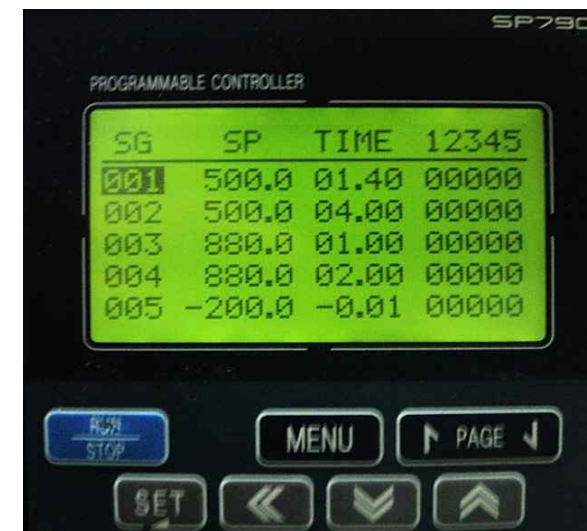 SP790
PROGRAMMABLE CONTROLLER
SG SP TIME 12345
001 500.0 01.40 00000
002 500.0 04.00 00000
003 880.0 01.00 00000
004 880.0 02.00 00000
005 -200.0 -0.01 00000
RUN
STOP
MENU
PAGE
SET